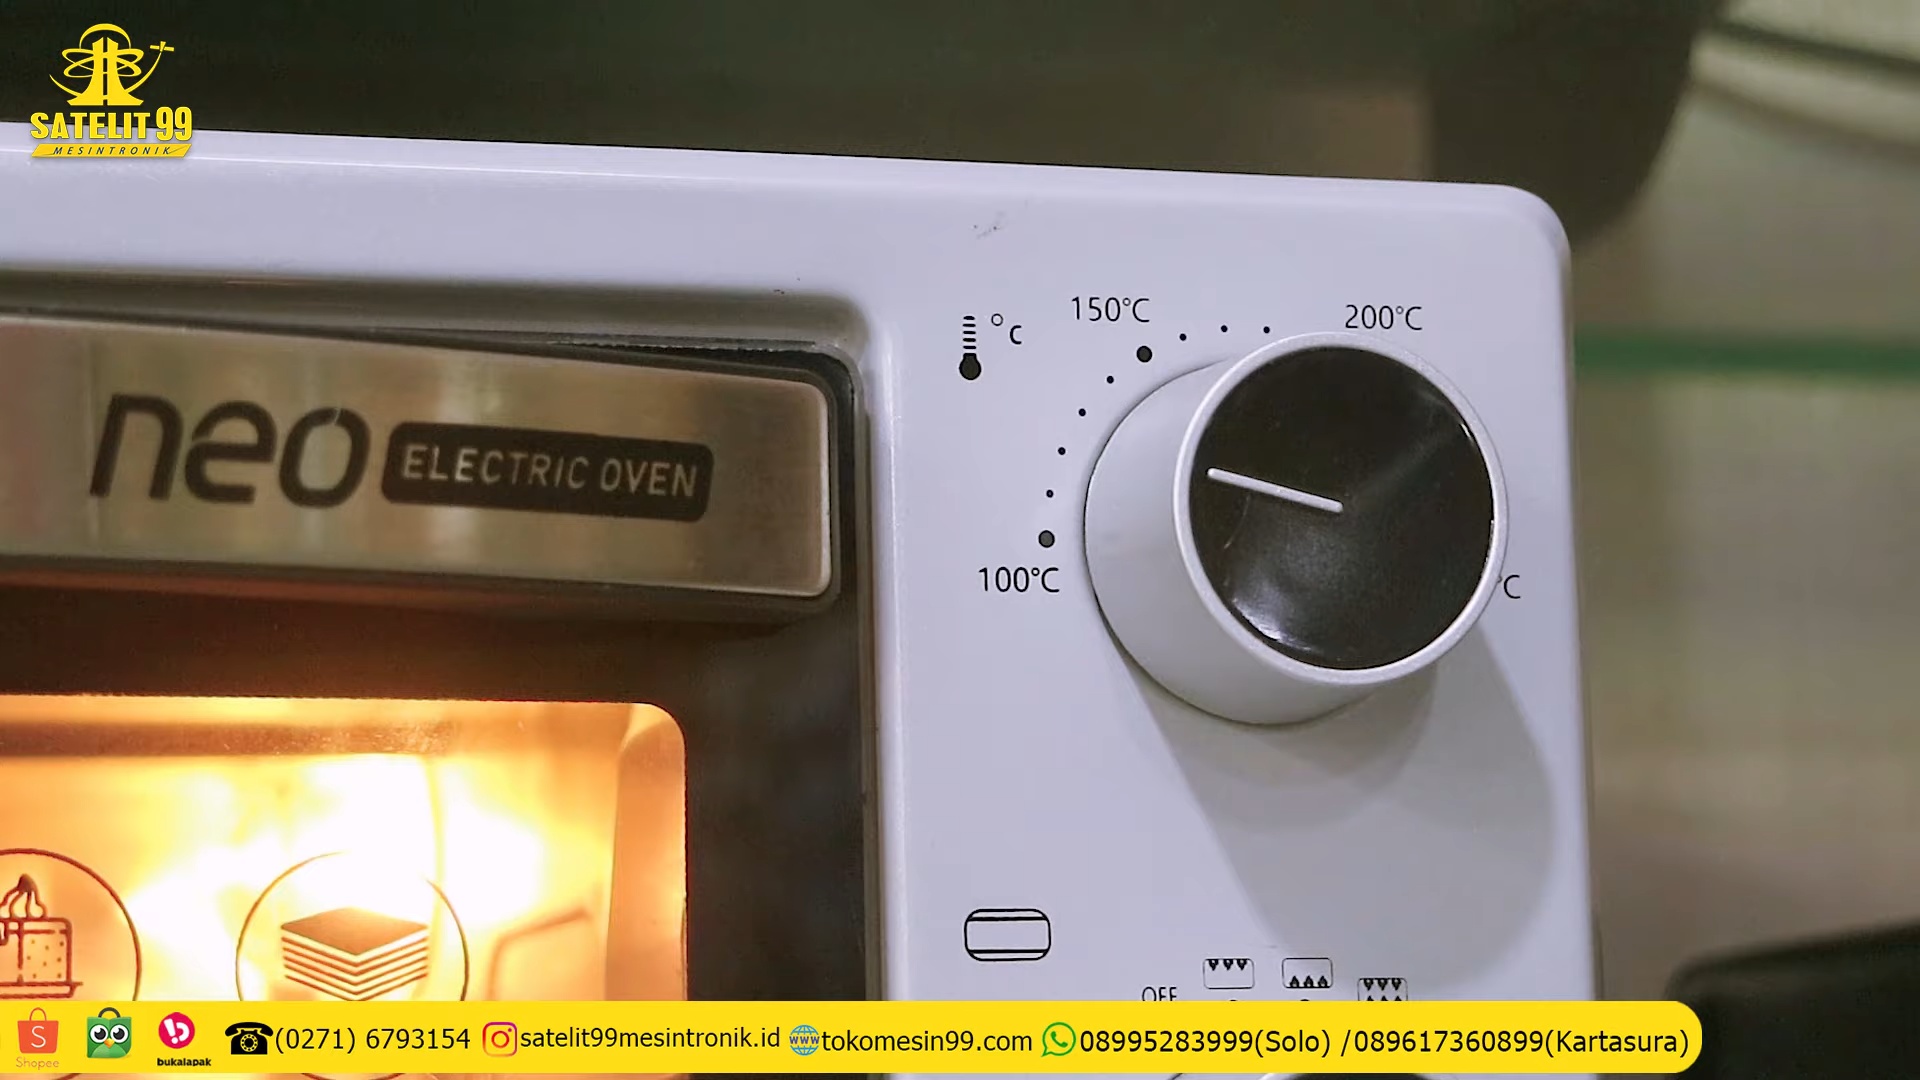 SATELIT 99
MESINTRONIK
°c
150°C
200°C
neo ELECTRIC OVEN
100°C
°C
OFF
Shopee
bukalapak
(0271) 6793154
satelit99mesintronik.id
www
tokomesin99.com
08995283999(Solo) /089617360899(Kartasura)